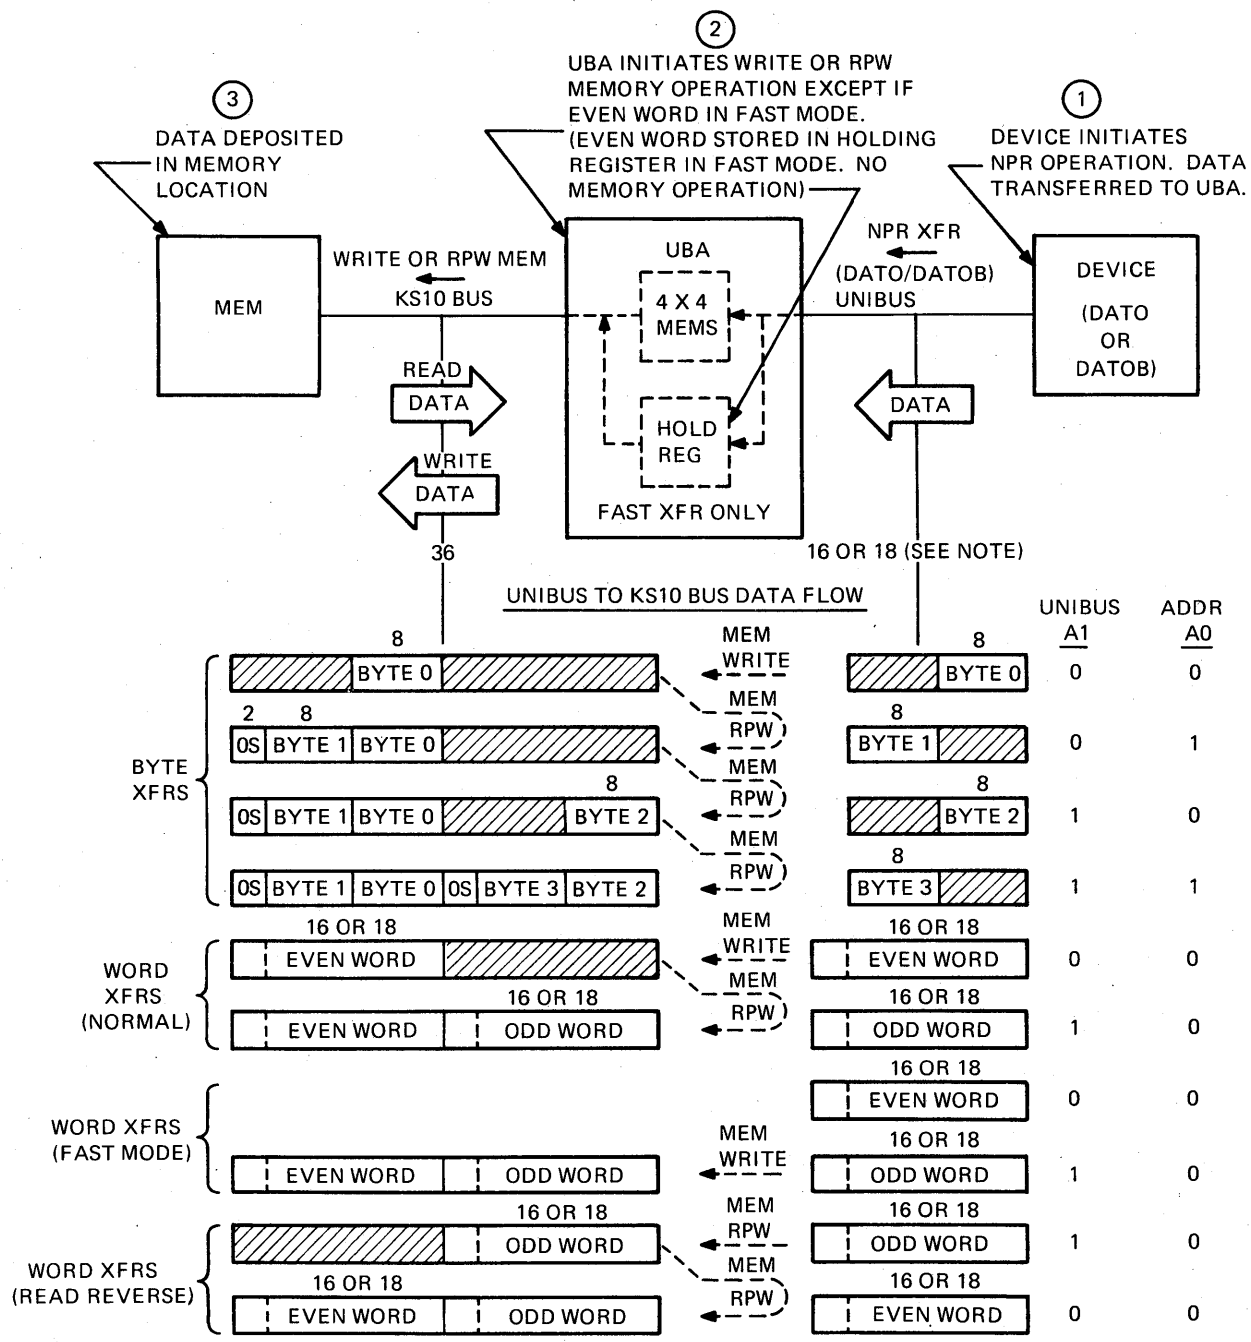 2
UBA INITIATES WRITE OR RPW
MEMORY OPERATION EXCEPT IF
EVEN WORD IN FAST MODE.
(EVEN WORD STORED IN HOLDING
REGISTER IN FAST MODE. NO
MEMORY OPERATION)
3
DATA DEPOSITED
IN MEMORY
LOCATION
1
DEVICE INITIATES
NPR OPERATION. DATA
TRANSFERRED TO UBA.
MEM
WRITE OR RPW MEM
KS10 BUS
UBA
4 X 4
MEMS
HOLD
REG
FAST XFR ONLY
NPR XFR
(DATO/DATOB)
UNIBUS
DEVICE
(DATO
OR
DATOB)
READ
DATA
WRITE
DATA
DATA
36
16 OR 18 (SEE NOTE)
UNIBUS TO KS10 BUS DATA FLOW
UNIBUS ADDR
A1 A0
BYTE
XFRS
8 MEM 8
BYTE 0 WRITE BYTE 0 0 0
2 8 MEM 8
0S BYTE 1 BYTE 0 RPW BYTE 1 0 1
8 MEM 8
0S BYTE 1 BYTE 0 BYTE 2 RPW BYTE 2 1 0
MEM 8
0S BYTE 1 BYTE 0 0S BYTE 3 BYTE 2 RPW BYTE 3 1 1
WORD
XFRS
(NORMAL)
16 OR 18 MEM 16 OR 18
EVEN WORD WRITE EVEN WORD 0 0
16 OR 18 MEM 16 OR 18
EVEN WORD ODD WORD RPW ODD WORD 1 0
WORD XFRS
(FAST MODE)
16 OR 18
EVEN WORD 0 0
MEM 16 OR 18
EVEN WORD ODD WORD WRITE ODD WORD 1 0
WORD XFRS
(READ REVERSE)
16 OR 18 MEM 16 OR 18
ODD WORD RPW ODD WORD 1 0
16 OR 18 MEM 16 OR 18
EVEN WORD ODD WORD RPW EVEN WORD 0 0